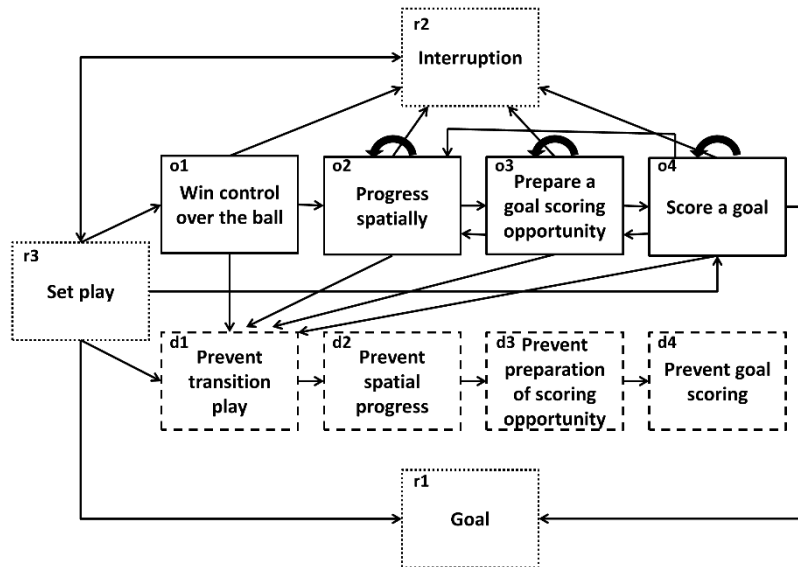 r2
Interruption
o1
Win control
over the ball
o2
Progress
spatially
o3
Prepare a
goal scoring
opportunity
o4
Score a goal
r3
Set play
d1
Prevent
transition
play
d2
Prevent
spatial
progress
d3
Prevent
preparation
of scoring
opportunity
d4
Prevent goal
scoring
r1
Goal